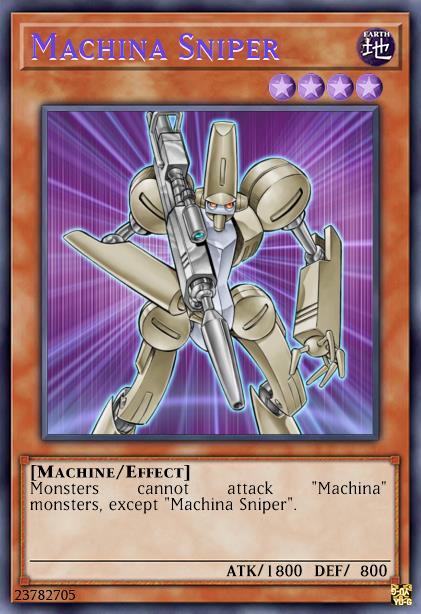 Machina Sniper
EARTH
地
[Machine/Effect]
Monsters cannot attack "Machina"
monsters, except "Machina Sniper".
ATK/1800 DEF/ 800
23782705